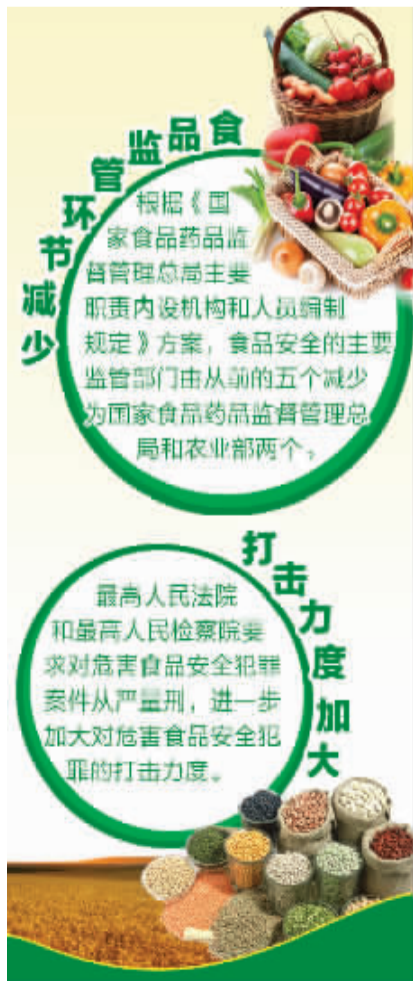 食品监管环节减少
根据《国
家食品药品监
督管理总局主要
职责内设机构和人员编制
规定》方案，食品安全的主要
监管部门由从前的五个减少
为国家食品药品监督管理总
局和农业部两个。
打击力度加大
最高人民法院
和最高人民检察院要
求对危害食品安全犯罪
案件从严量刑，进一步
加大对危害食品安全犯
罪的打击力度。